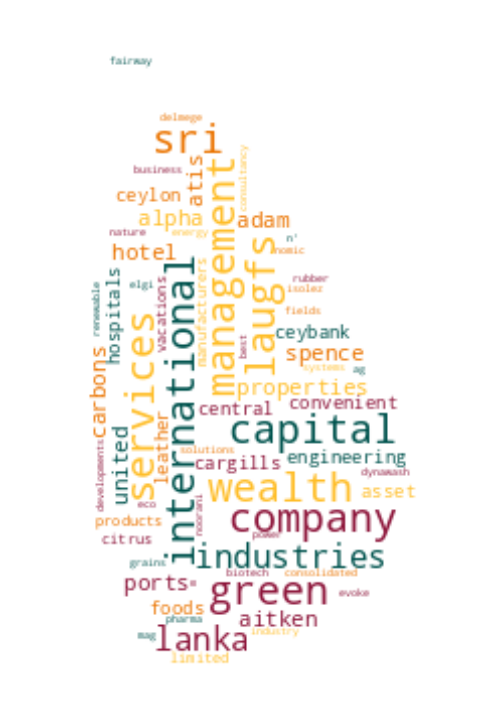 fairway
delmege
sri
business
atis
management
consultancy
ceylon
alpha
adam
nature
energy
n'
nomic
hotel
laugfs
international
manufacturers
hospitals
vacations
elgi
renewable
rubber
isolez
fields
services
ceybank
best
spence
carbons
systems
ag
properties
central
convenient
capital
leather
united
developments
solutions
cargills
engineering
dynawash
wealth
asset
eco
noorani
company
products
citrus
power
industries
grains
biotech
consolidated
ports
green
evoke
foods
pharma
aitken
mag
lanka
industry
limited